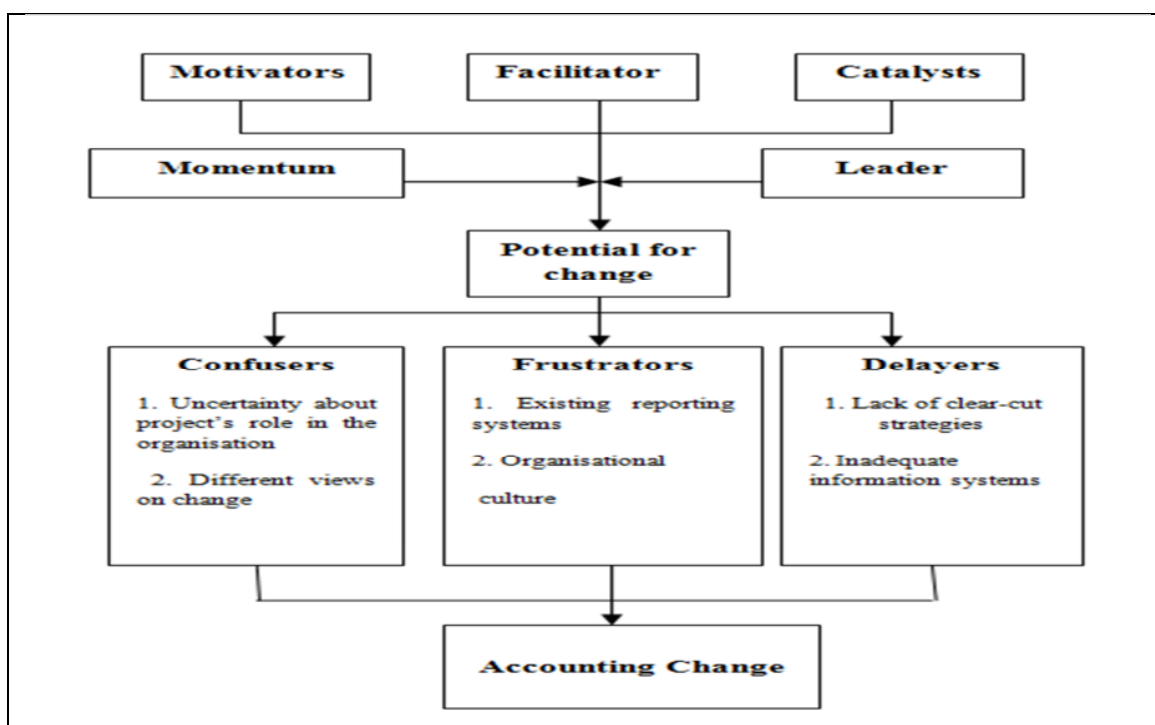 Motivators
Facilitator
Catalysts
Momentum
Leader
Potential for
change
Confusers
1. Uncertainty about
project's role in the
organisation
2. Different views
on change
Frustrators
1. Existing reporting
systems
2. Organisational
culture
Delayers
1. Lack of clear-cut
strategies
2. Inadequate
information systems
Accounting Change